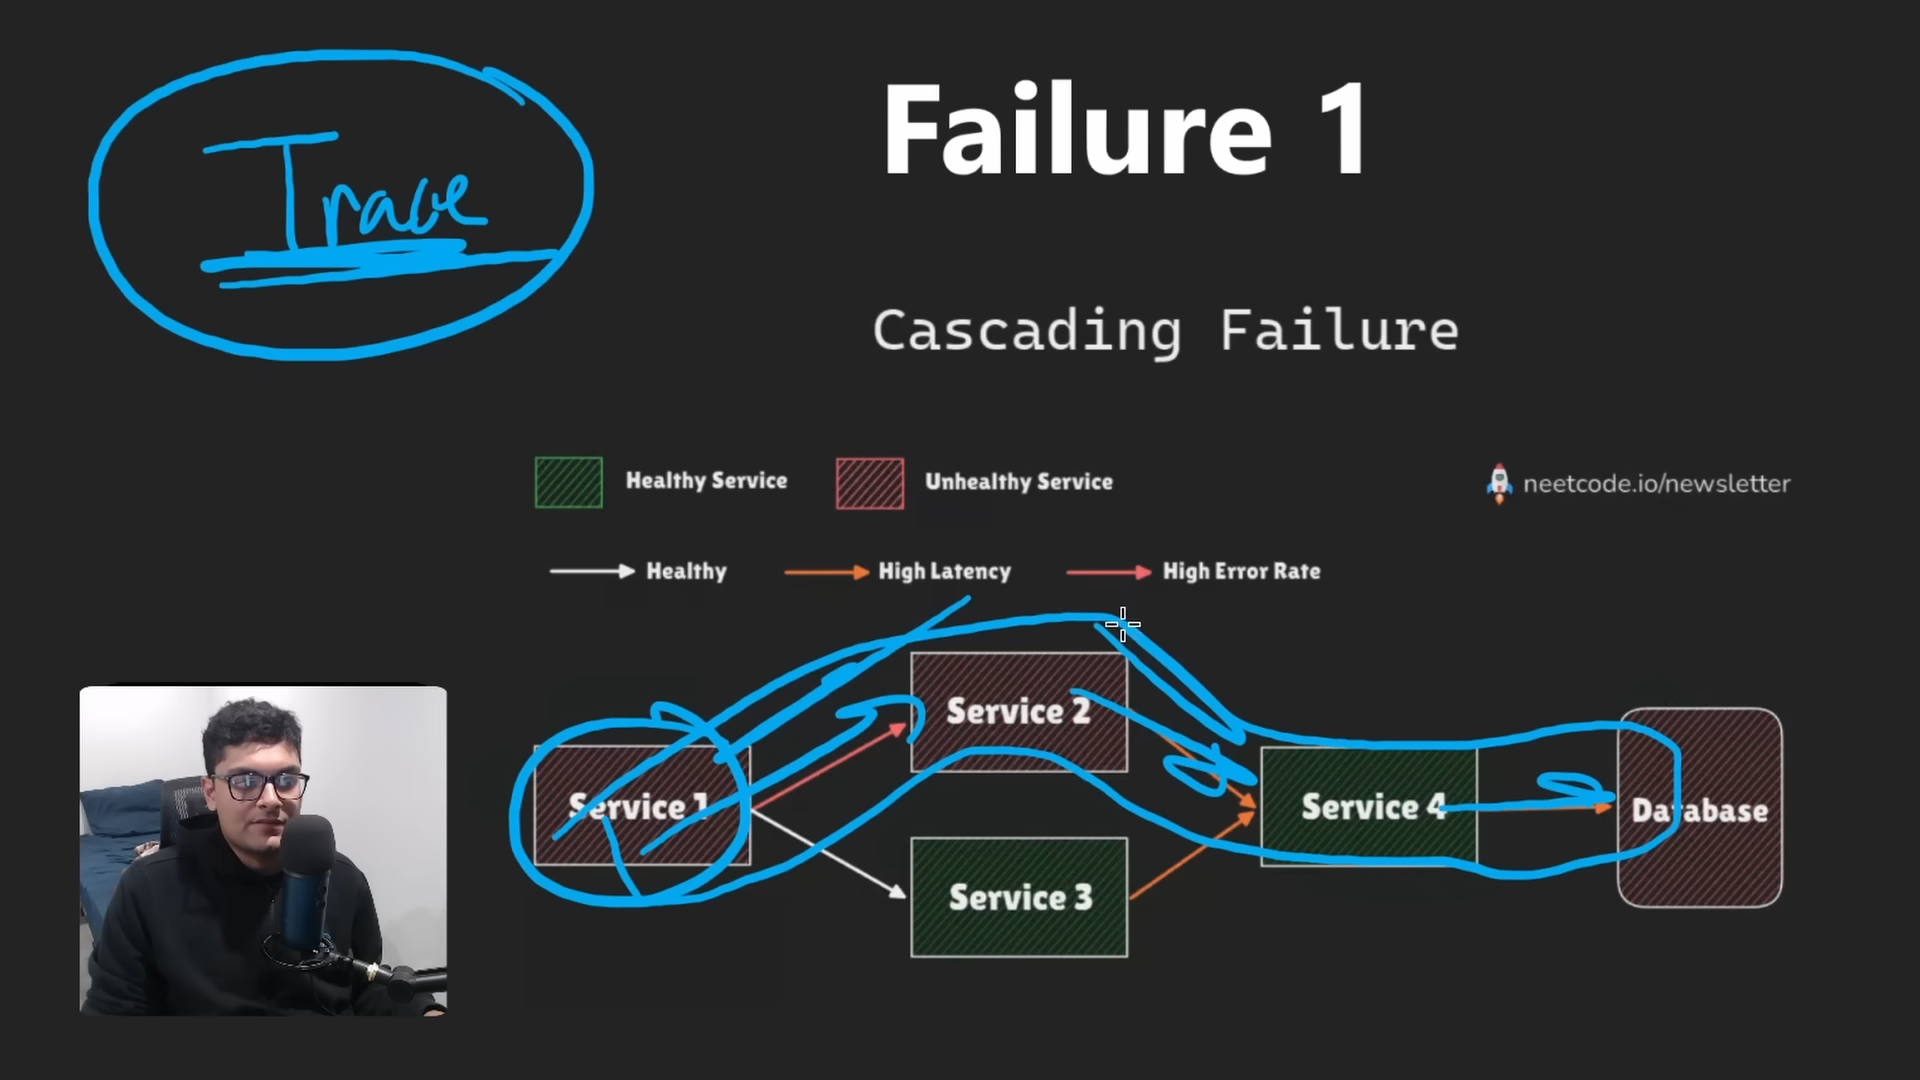 Trace
Failure 1
Cascading Failure
Healthy Service
Unhealthy Service
neetcode.io/newsletter
Healthy
High Latency
High Error Rate
Service 1
Service 2
Service 3
Service 4
Database